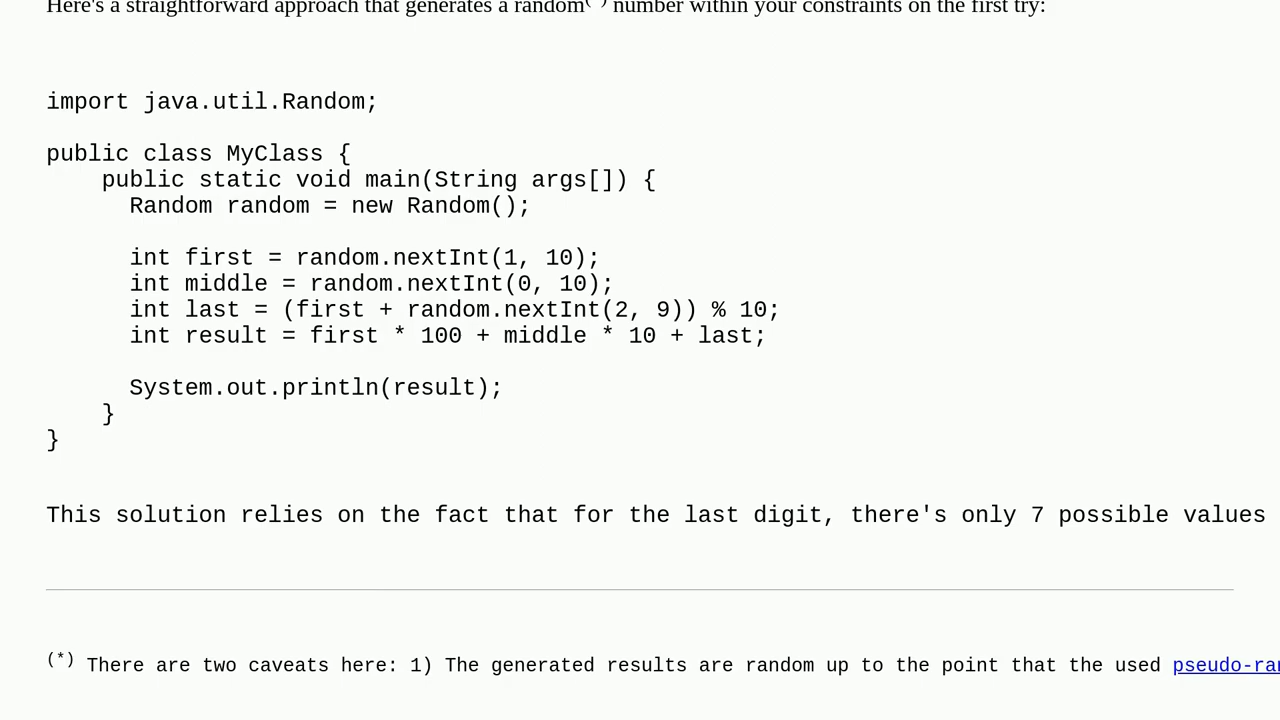 Here's a straightforward approach that generates a random(*) number within your constraints on the first try:
import java.util.Random;
public class MyClass {
    public static void main(String args[]) {
      Random random = new Random();
      int first = random.nextInt(1, 10);
      int middle = random.nextInt(0, 10);
      int last = (first + random.nextInt(2, 9)) % 10;
      int result = first * 100 + middle * 10 + last;
      System.out.println(result);
    }
}
This solution relies on the fact that for the last digit, there's only 7 possible values
(*) There are two caveats here: 1) The generated results are random up to the point that the used pseudo-ran